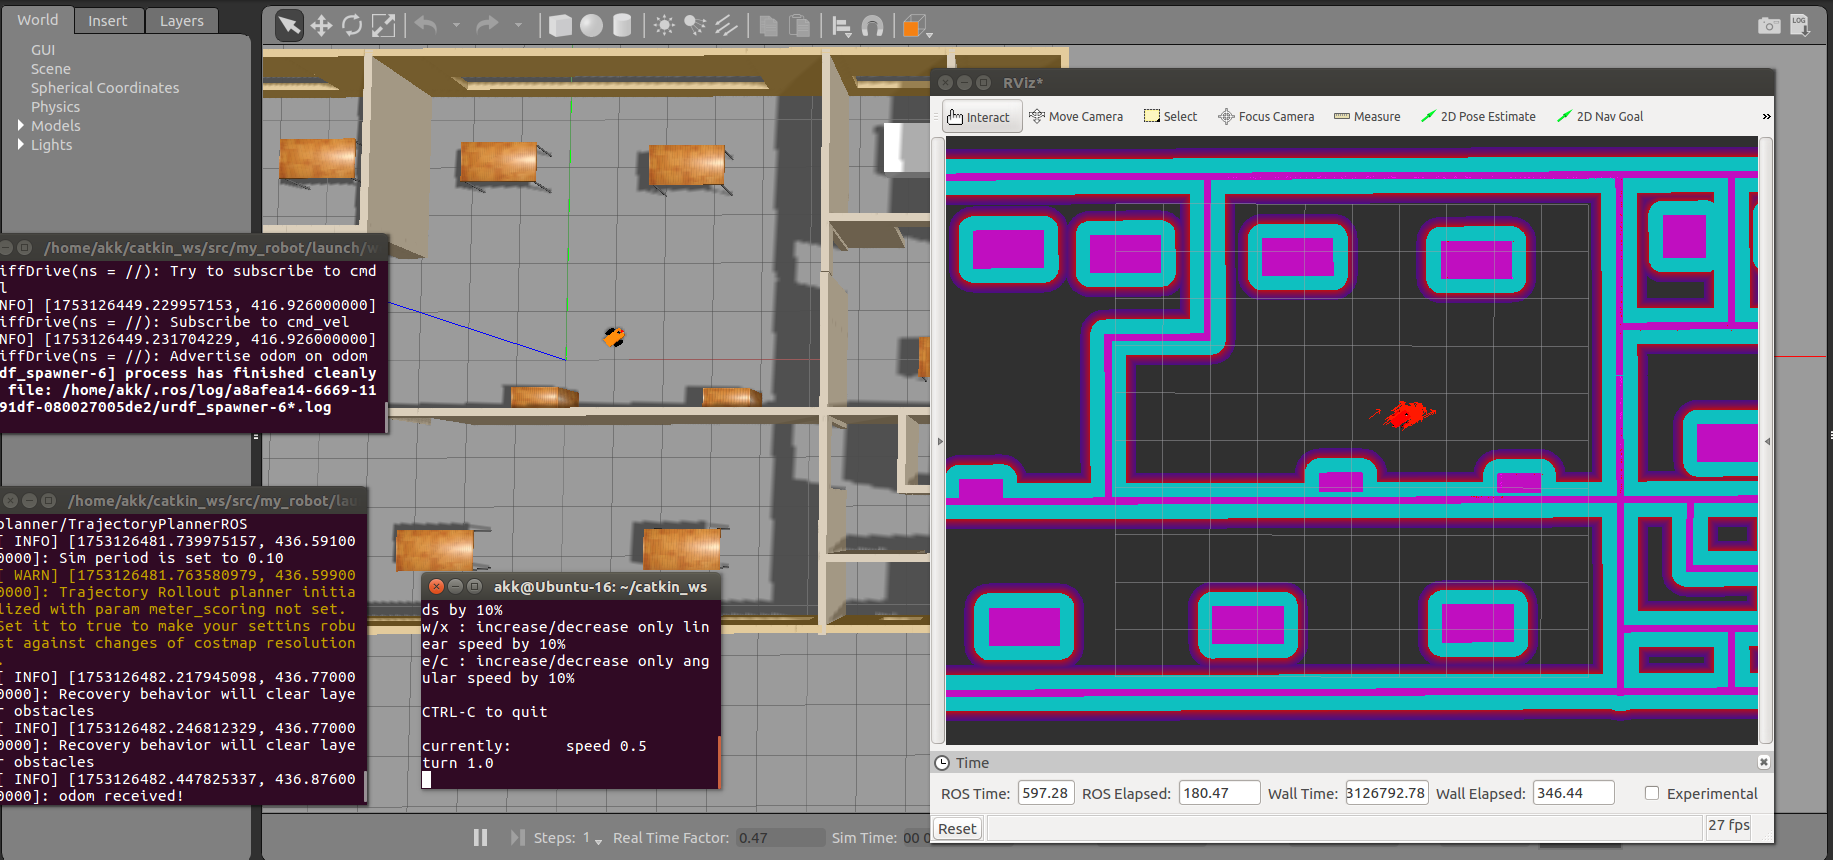 World
Insert
Layers
GUI
Scene
Spherical Coordinates
Physics
Models
Lights
LOG
/home/akk/catkin_ws/src/my_robot/launch/w
iffDrive(ns = //): Try to subscribe to cmd
l
NFO] [1753126449.229957153, 416.926000000]
iffDrive(ns = //): Subscribe to cmd_vel
NFO] [1753126449.231704229, 416.926000000]
iffDrive(ns = //): Advertise odom on odom
rdf_spawner-6] process has finished cleanly
file: /home/akk/.ros/log/a8afea14-6669-11
91df-080027005de2/urdf_spawner-6*.log
/home/akk/catkin_ws/src/my_robot/lau
planner/TrajectoryPlannerROS
[ INFO] [1753126481.739975157, 436.59100
0000]: Sim period is set to 0.10
[ WARN] [1753126481.763580979, 436.59900
0000]: Trajectory Rollout planner initia
lized with param meter_scoring not set.
Set it to true to make your settins robu
st against changes of costmap resolution
.
[ INFO] [1753126482.217945098, 436.77000
0000]: Recovery behavior will clear laye
r obstacles
[ INFO] [1753126482.246812329, 436.77000
0000]: Recovery behavior will clear laye
r obstacles
[ INFO] [1753126482.447825337, 436.87600
0000]: odom received!
akk@Ubuntu-16: ~/catkin_ws
ds by 10%
w/x : increase/decrease only lin
ear speed by 10%
e/c : increase/decrease only ang
ular speed by 10%
CTRL-C to quit
currently: speed 0.5
turn 1.0
RViz*
Interact
Move Camera
Select
Focus Camera
Measure
2D Pose Estimate
2D Nav Goal
»
Time
ROS Time: 597.28 ROS Elapsed: 180.47 Wall Time: 3126792.78 Wall Elapsed: 346.44 Experimental
Reset
27 fps
Steps: 1 Real Time Factor: 0.47 Sim Time: 00 0